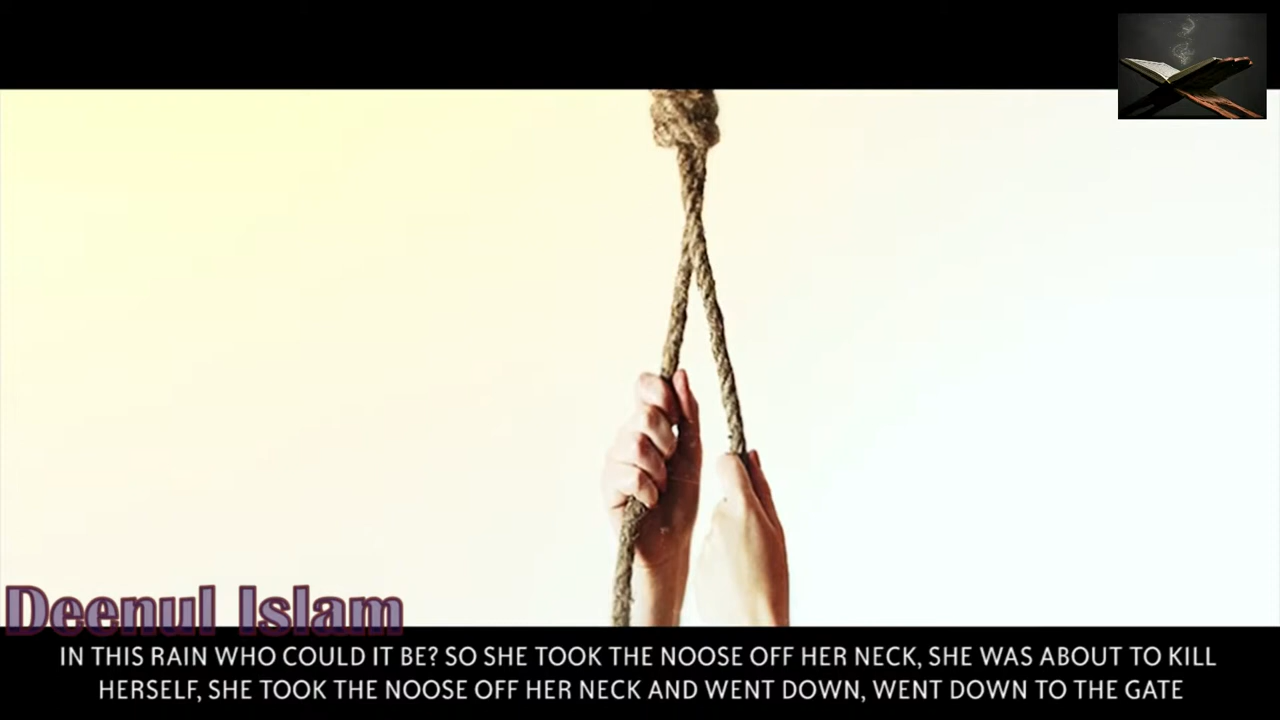 Deenul Islam
IN THIS RAIN WHO COULD IT BE? SO SHE TOOK THE NOOSE OFF HER NECK, SHE WAS ABOUT TO KILL
HERSELF, SHE TOOK THE NOOSE OFF HER NECK AND WENT DOWN, WENT DOWN TO THE GATE